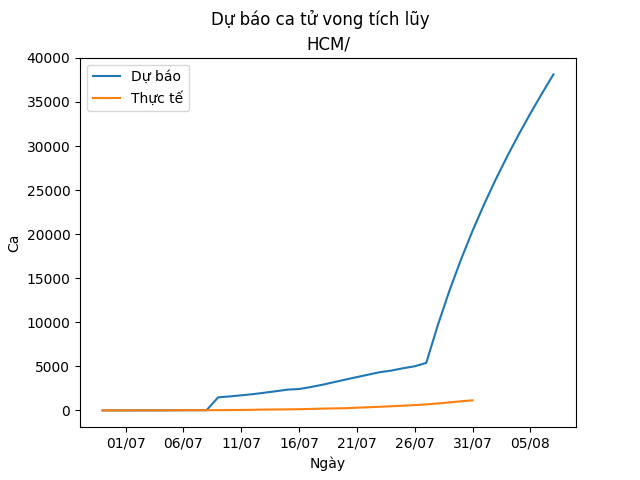 Dự báo ca tử vong tích lũy
HCM/
40000
35000
30000
25000
20000
15000
10000
5000
0
Ca
Dự báo
Thực tế
01/07 06/07 11/07 16/07 21/07 26/07 31/07 05/08
Ngày